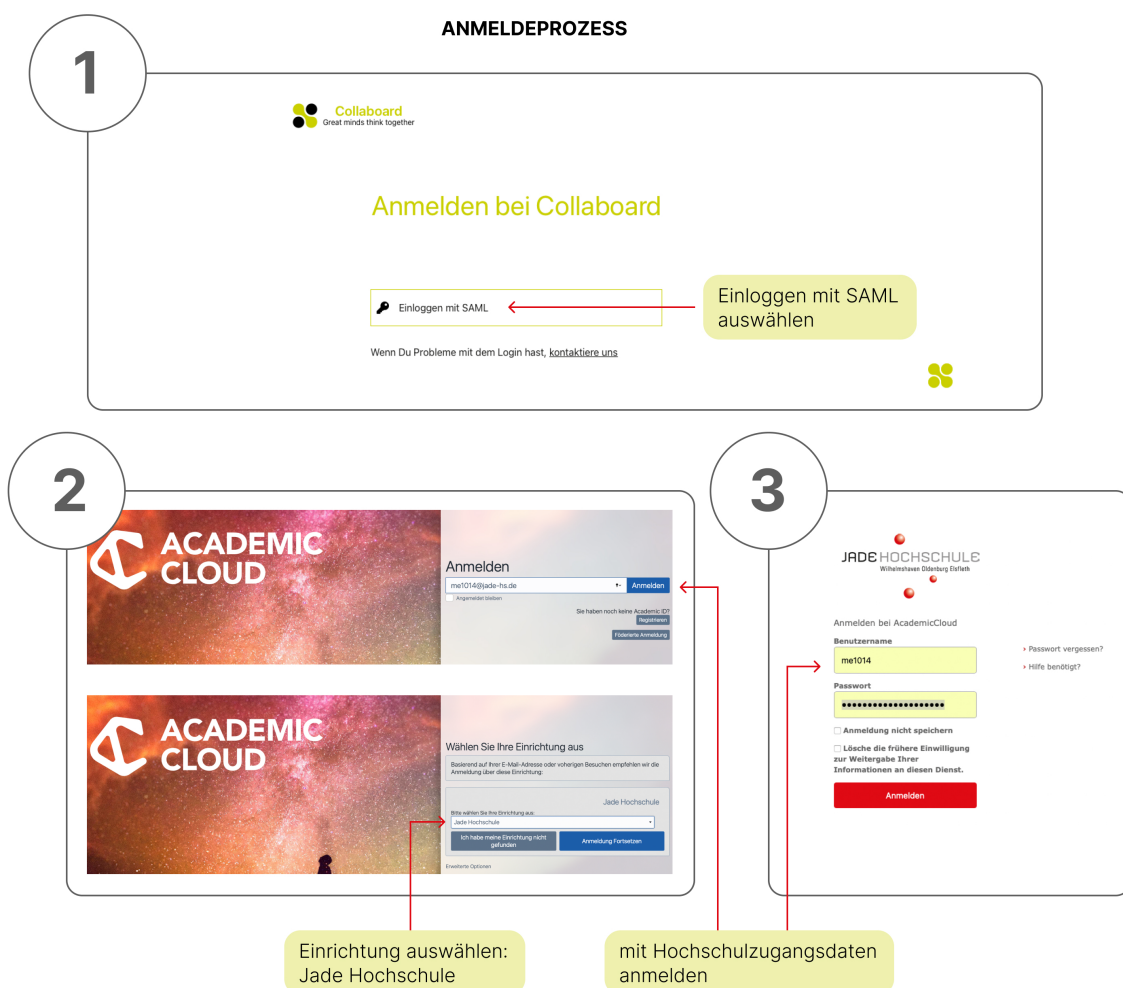 ANMELDEPROZESS
1
Collaboard
Great minds think together
Anmelden bei Collaboard
Einloggen mit SAML
Einloggen mit SAML
auswählen
Wenn Du Probleme mit dem Login hast, kontaktiere uns
2
ACADEMIC
CLOUD
Anmelden
me1014@jade-hs.de
Anmelden
Angemeldet bleiben
Sie haben noch keine Academic ID?
Registrieren
Föderierte Anmeldung
ACADEMIC
CLOUD
Wählen Sie Ihre Einrichtung aus
Basierend auf Ihrer E-Mail-Adresse oder vorherigen Besuchen empfehlen wir die
Anmeldung über diese Einrichtung:
Jade Hochschule
Bitte wählen Sie Ihre Einrichtung aus:
Jade Hochschule
Ich habe meine Einrichtung nicht
gefunden
Anmeldung Fortsetzen
Erweiterte Optionen
Einrichtung auswählen:
Jade Hochschule
3
JADE HOCHSCHULE
Wilhelmshaven Oldenburg Elsfleth
Anmelden bei AcademicCloud
Benutzername
me1014
Passwort
••••••••••••••••••••
Anmeldung nicht speichern
Lösche die frühere Einwilligung
zur Weitergabe Ihrer
Informationen an diesen Dienst.
Anmelden
› Passwort vergessen?
› Hilfe benötigt?
mit Hochschulzugangsdaten
anmelden